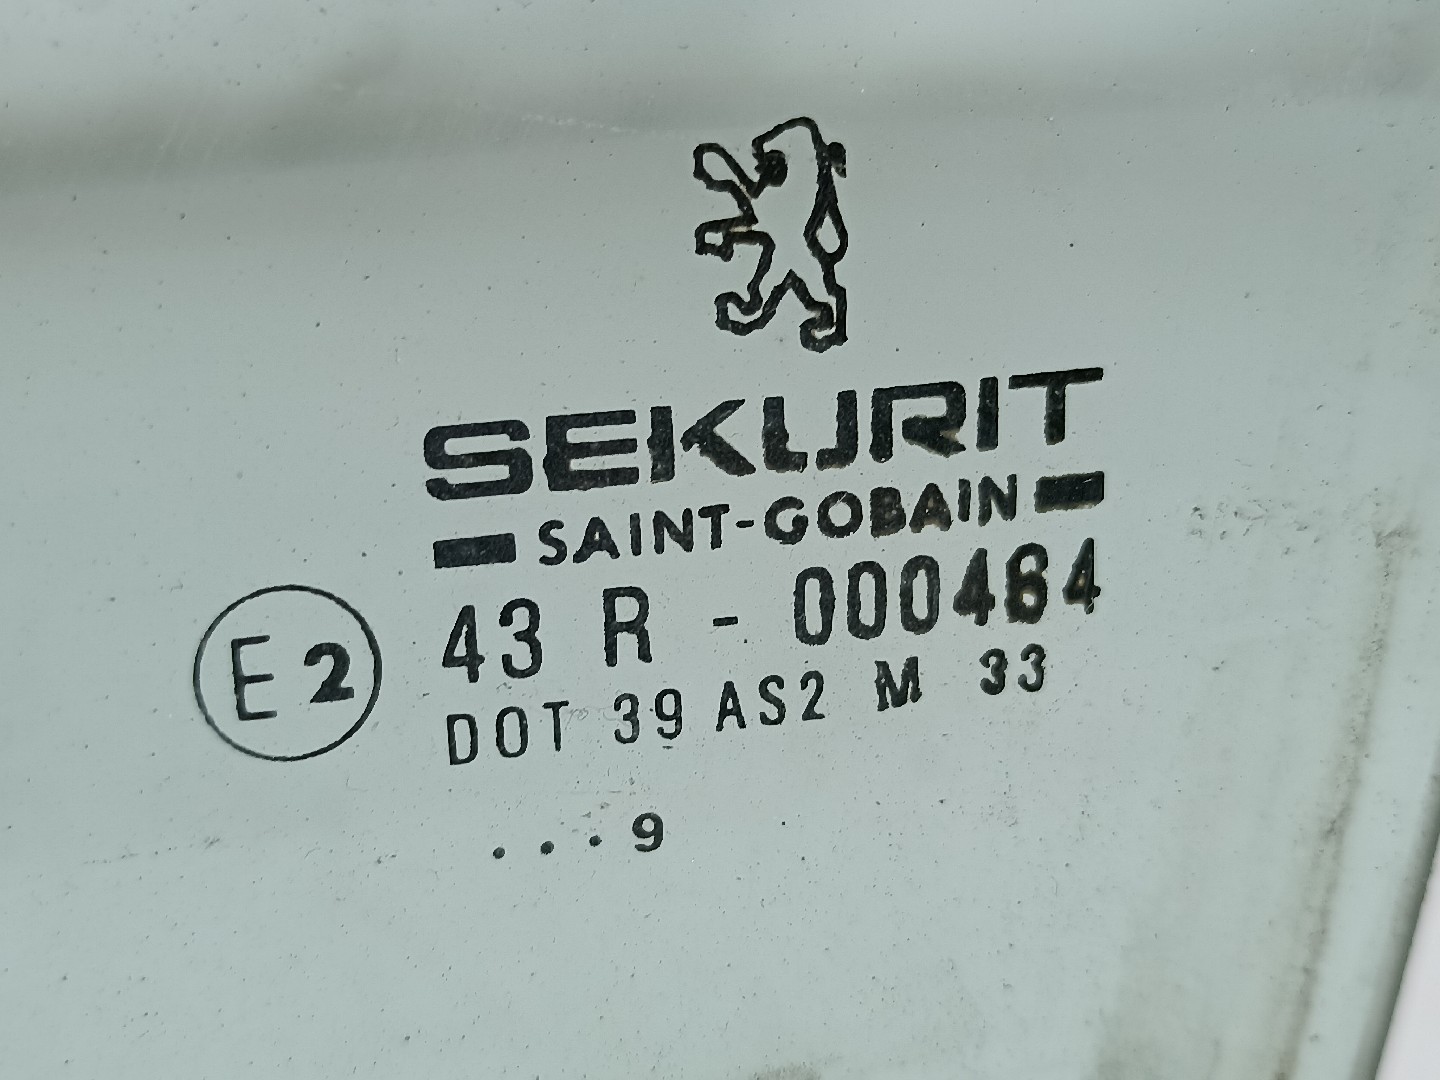 SEKURIT
SAINT-GOBAIN
E2
43 R - 000464
DOT 39 AS2 M 33
...9